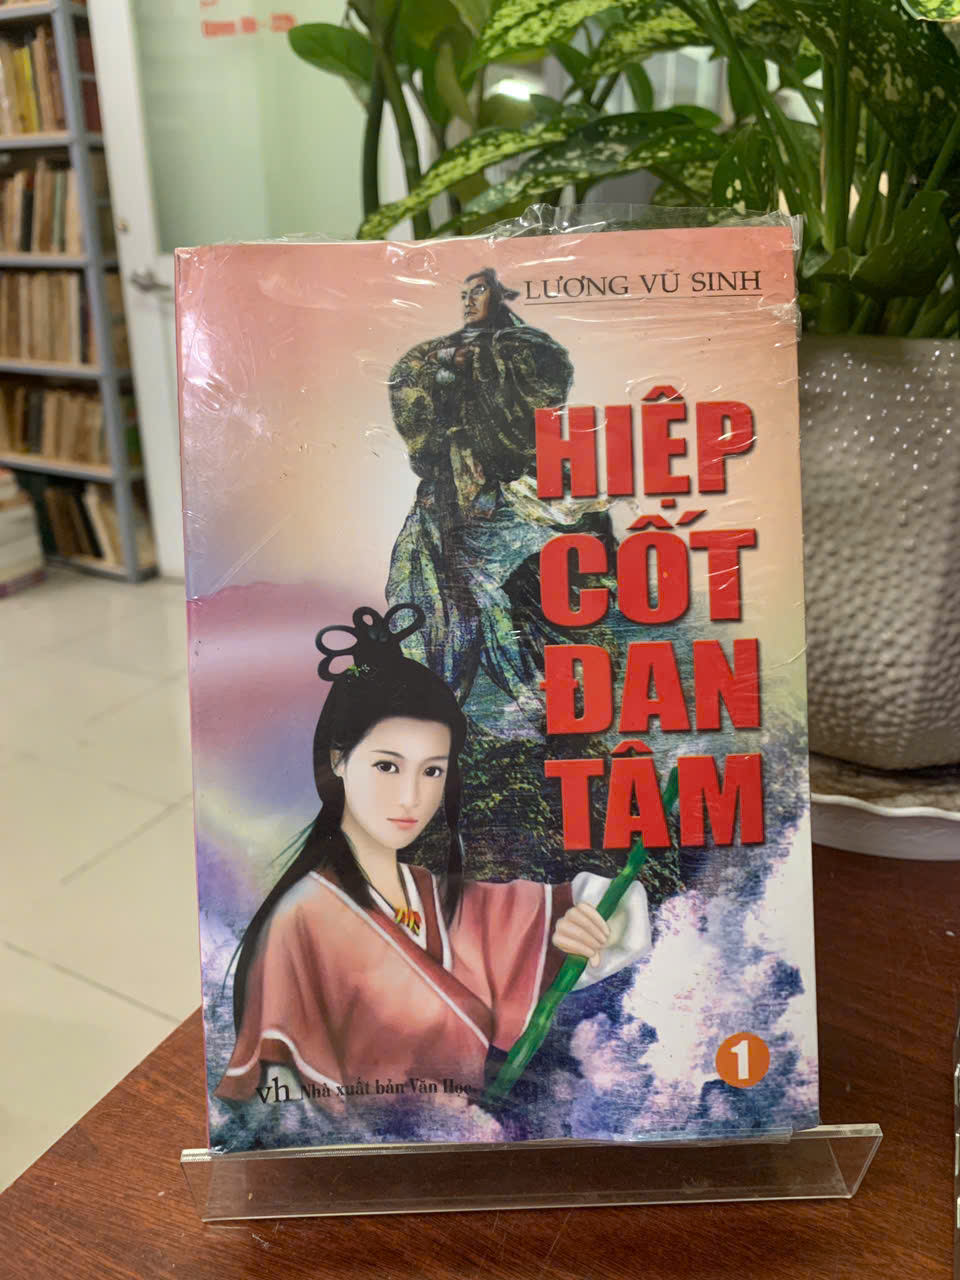 LƯƠNG VŨ SINH
HIỆP
CỐT
ĐAN
TÂM
1
vh Nhà xuất bản Văn Học